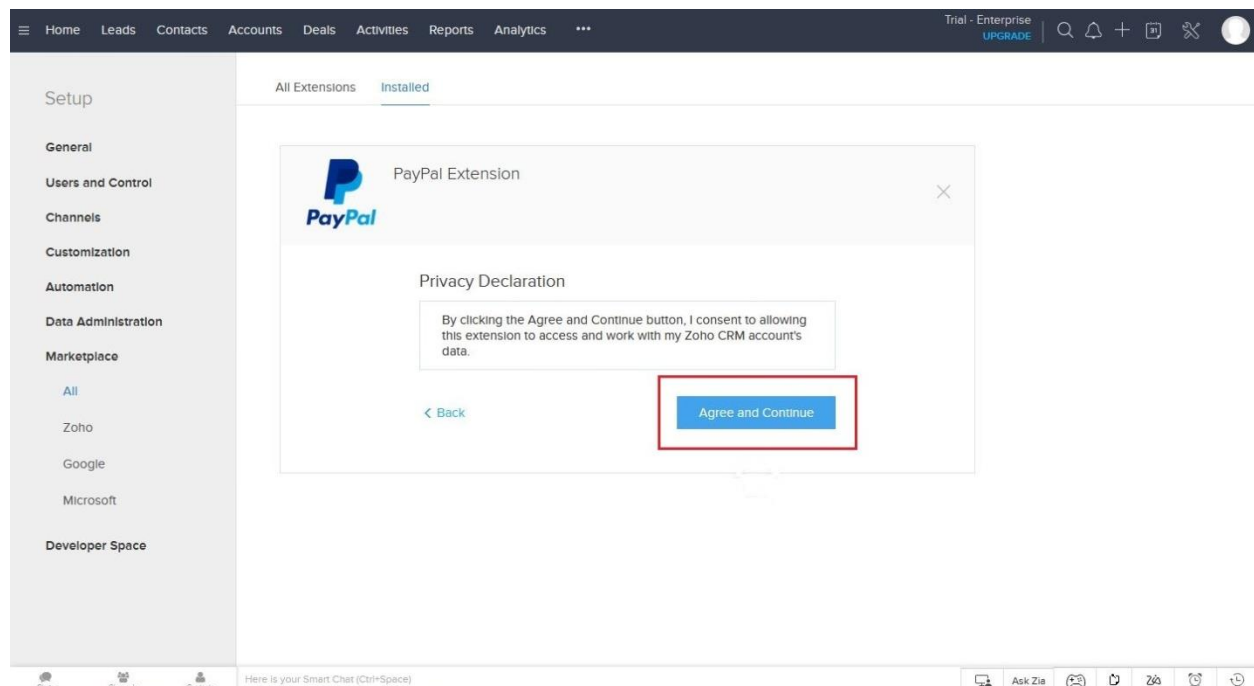 Home Leads Contacts Accounts Deals Activities Reports Analytics
Trial - Enterprise
UPGRADE
Setup
General
Users and Control
Channels
Customization
Automation
Data Administration
Marketplace
All
Zoho
Google
Microsoft
Developer Space
All Extensions Installed
PayPal
PayPal Extension
Privacy Declaration
By clicking the Agree and Continue button, I consent to allowing
this extension to access and work with my Zoho CRM account's
data.
Back
Agree and Continue
Here is your Smart Chat (Ctrl+Space)
Ask Zia